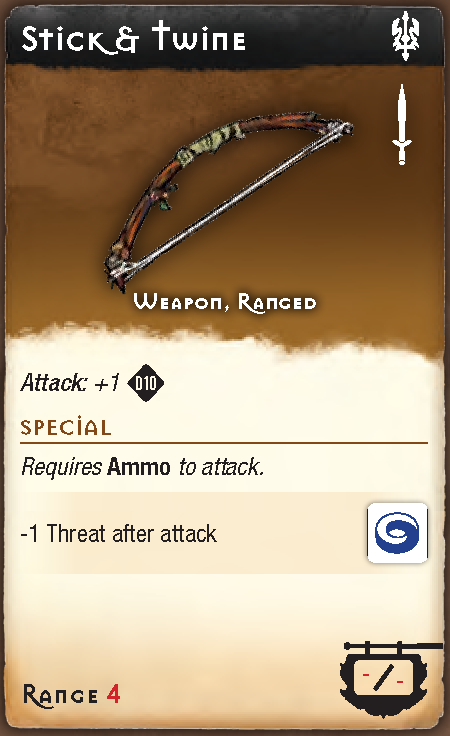 Stick & Twine
Weapon, Ranged
Attack: +1 D10
SPECIAL
Requires Ammo to attack.
-1 Threat after attack
Range 4
- / -